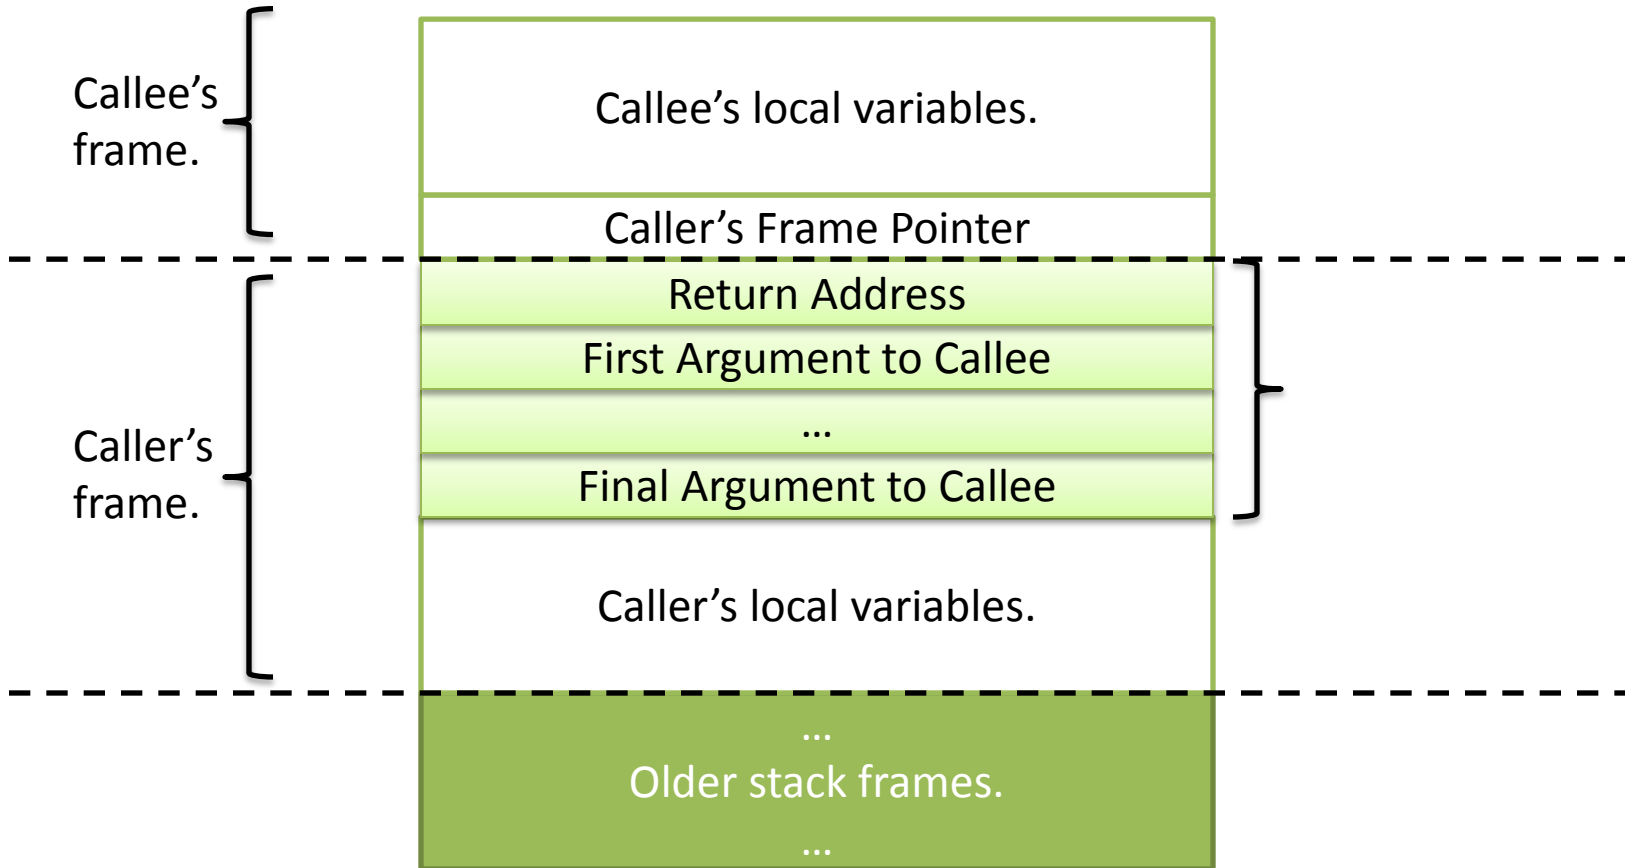 Callee’s
frame.
Callee’s local variables.
Caller’s Frame Pointer
Return Address
First Argument to Callee
…
Final Argument to Callee
Caller’s
frame.
Caller’s local variables.
…
Older stack frames.
…